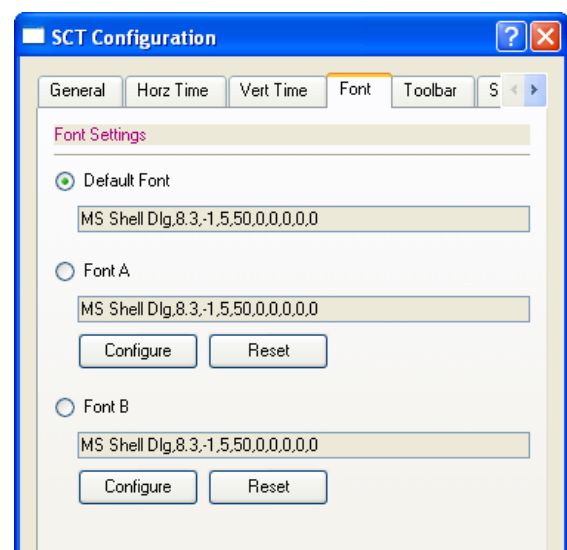 SCT Configuration
General Horz Time Vert Time Font Toolbar S
Font Settings
Default Font
MS Shell Dlg,8.3,-1,5,50,0,0,0,0,0
Font A
MS Shell Dlg,8.3,-1,5,50,0,0,0,0,0
Configure Reset
Font B
MS Shell Dlg,8.3,-1,5,50,0,0,0,0,0
Configure Reset